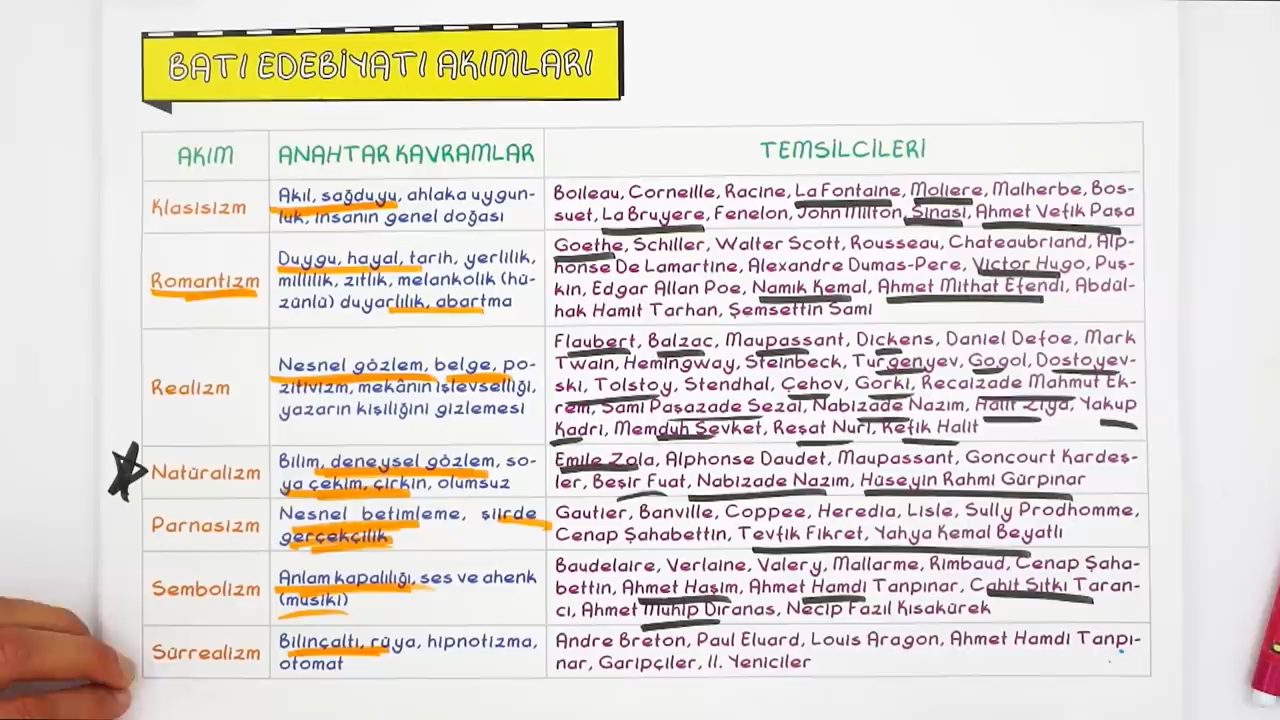 BATI EDEBİYATI AKIMLARI
AKIM ANAHTAR KAVRAMLAR TEMSİLCİLERİ
Klasisizm
Akıl, sağduyu, ahlaka uygun-
luk, insanın genel doğası
Boileau, Corneille, Racine, La Fontaine, Moliere, Malherbe, Bos-
suet, La Bruyere, Fenelon, John Milton, Şinasi, Ahmet Vefik Paşa
Romantizm
Duygu, hayal, tarih, yerlilik,
millilik, zıtlık, melankolik (hü-
zünlü) duyarlılık, abartma
Goethe, Schiller, Walter Scott, Rousseau, Chateaubriand, Alp-
honse De Lamartine, Alexandre Dumas-Pere, Victor Hugo, Puş-
kin, Edgar Allan Poe, Namık Kemal, Ahmet Mithat Efendi, Abdül-
hak Hamit Tarhan, Şemsettin Sami
Realizm
Nesnel gözlem, belge, po-
zitivizm, mekânın işlevselliği,
yazarın kişiliğini gizlemesi
Flaubert, Balzac, Maupassant, Dickens, Daniel Defoe, Mark
Twain, Hemingway, Steinbeck, Turgenyev, Gogol, Dostoyev-
ski, Tolstoy, Stendhal, Çehov, Gorki, Recaizade Mahmut Ek-
rem, Sami Paşazade Sezai, Nabizade Nazım, Halit Ziya, Yakup
Kadri, Memduh Şevket, Reşat Nuri, Refik Halit
Natüralizm
Bilim, deneysel gözlem, so-
ya çekim, çirkin, olumsuz
Emile Zola, Alphonse Daudet, Maupassant, Goncourt Kardeş-
ler, Beşir Fuat, Nabizade Nazım, Hüseyin Rahmi Gürpınar
Parnasizm
Nesnel betimleme, şiirde
gerçekçilik
Gautier, Banville, Coppee, Heredia, Lisle, Sully Prodhomme,
Cenap Şahabettin, Tevfik Fikret, Yahya Kemal Beyatlı
Sembolizm
Anlam kapalılığı, ses ve ahenk
(musiki)
Baudelaire, Verlaine, Valery, Mallarme, Rimbaud, Cenap Şaha-
bettin, Ahmet Haşim, Ahmet Hamdi Tanpınar, Cahit Sıtkı Taran-
cı, Ahmet Muhip Dıranas, Necip Fazıl Kısakürek
Sürrealizm
Bilinçaltı, rüya, hipnotizma,
otomat
Andre Breton, Paul Eluard, Louis Aragon, Ahmet Hamdi Tanpı-
nar, Garipçiler, II. Yeniciler